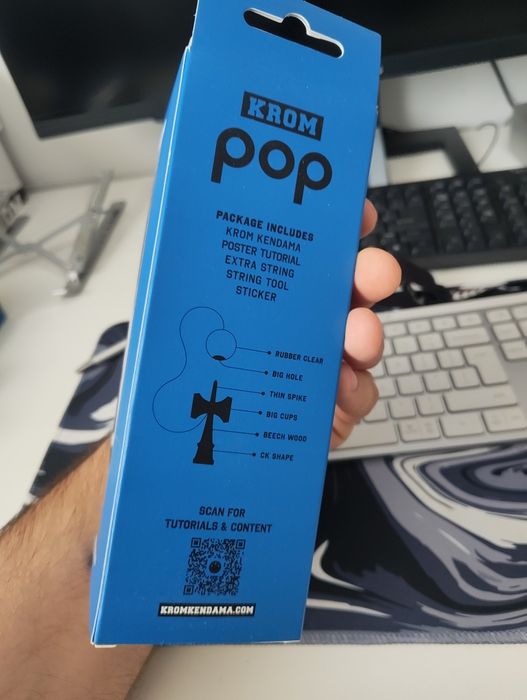 KROM
pop
PACKAGE INCLUDES
KROM KENDAMA
POSTER TUTORIAL
EXTRA STRING
STRING TOOL
STICKER
RUBBER CLEAR
BIG HOLE
THIN SPIKE
BIG CUPS
BEECH WOOD
CK SHAPE
SCAN FOR
TUTORIALS & CONTENT
KROMKENDAMA.COM